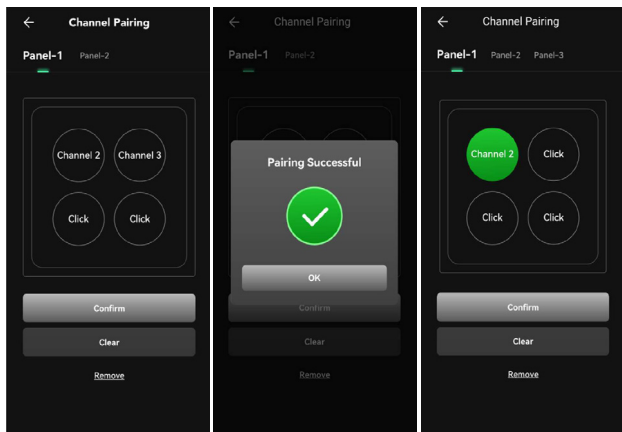 Channel Pairing
Panel-1 Panel-2
Channel 2 Channel 3
Click Click
Confirm
Clear
Remove
Channel Pairing
Panel-1 Panel-2
Pairing Successful
OK
Confirm
Clear
Remove
Channel Pairing
Panel-1 Panel-2 Panel-3
Channel 2 Click
Click Click
Confirm
Clear
Remove